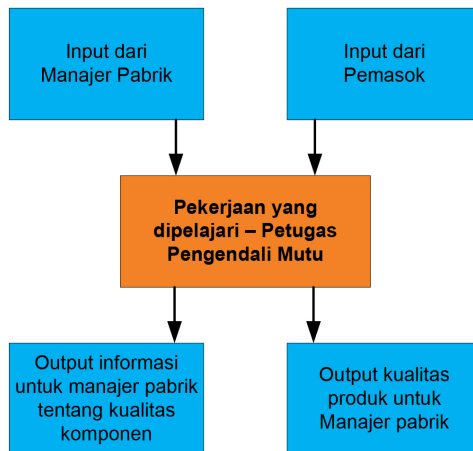 Input dari
Manajer Pabrik
Input dari
Pemasok
Pekerjaan yang
dipelajari – Petugas
Pengendali Mutu
Output informasi
untuk manajer pabrik
tentang kualitas
komponen
Output kualitas
produk untuk
Manajer pabrik